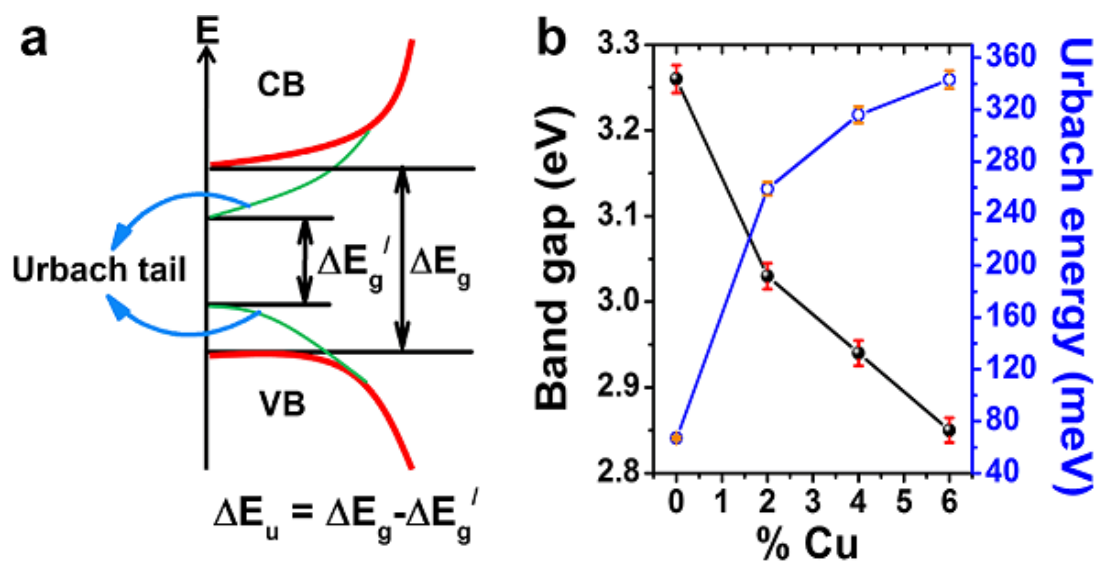 a
E
CB
Urbach tail
ΔEg/
ΔEg
VB
ΔEu = ΔEg-ΔEg/
b
Band gap (eV)
3.3
3.2
3.1
3.0
2.9
2.8
0 1 2 3 4 5 6
% Cu
360
320
280
240
200
160
120
80
40
Urbach energy (meV)